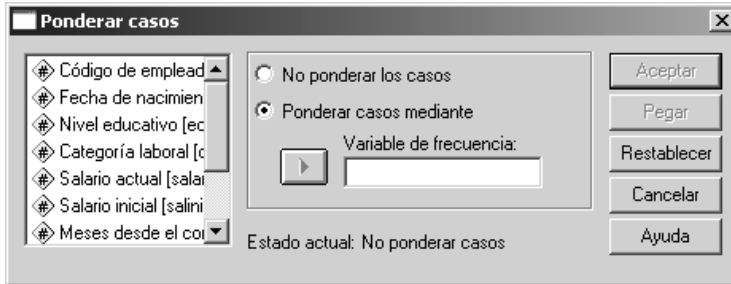 Ponderar casos
Código de emplead
Fecha de nacimien
Nivel educativo [ec
Categoría laboral [c
Salario actual [salar
Salario inicial [salini
Meses desde el cor
No ponderar los casos
Ponderar casos mediante
Variable de frecuencia:
Estado actual: No ponderar casos
Aceptar
Pegar
Restablecer
Cancelar
Ayuda